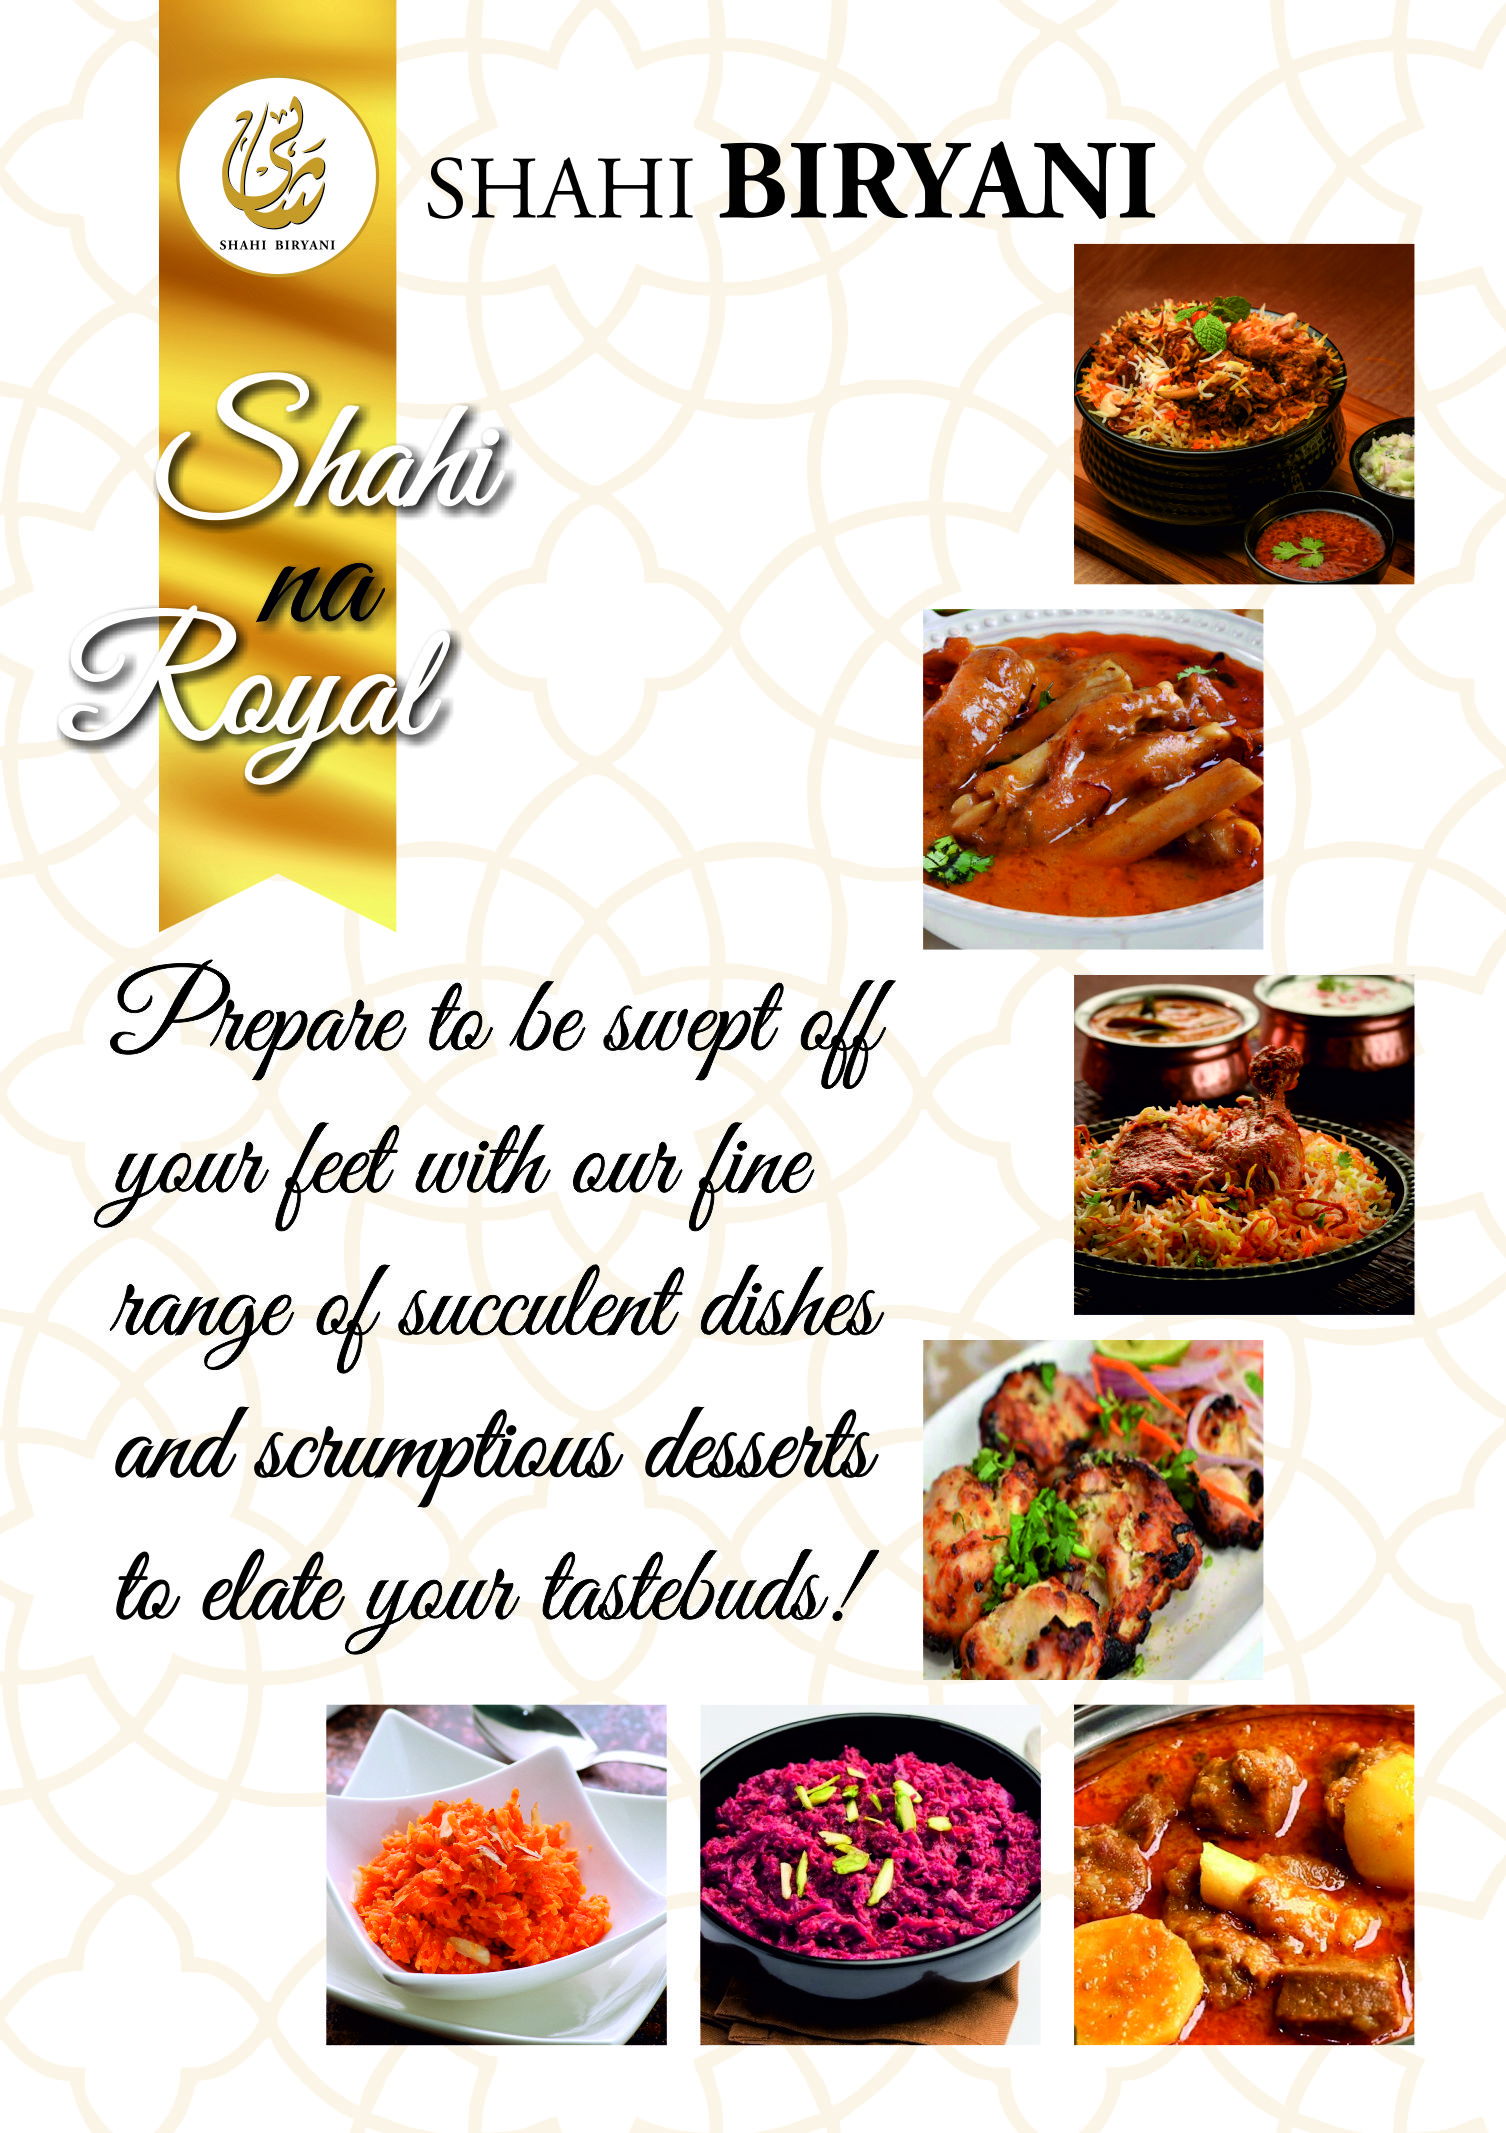 SHAHI BIRYANI
SHAHI BIRYANI
Shahi
na
Royal
Prepare to be swept off
your feet with our fine
range of succulent dishes
and scrumptious desserts
to elate your tastebuds!